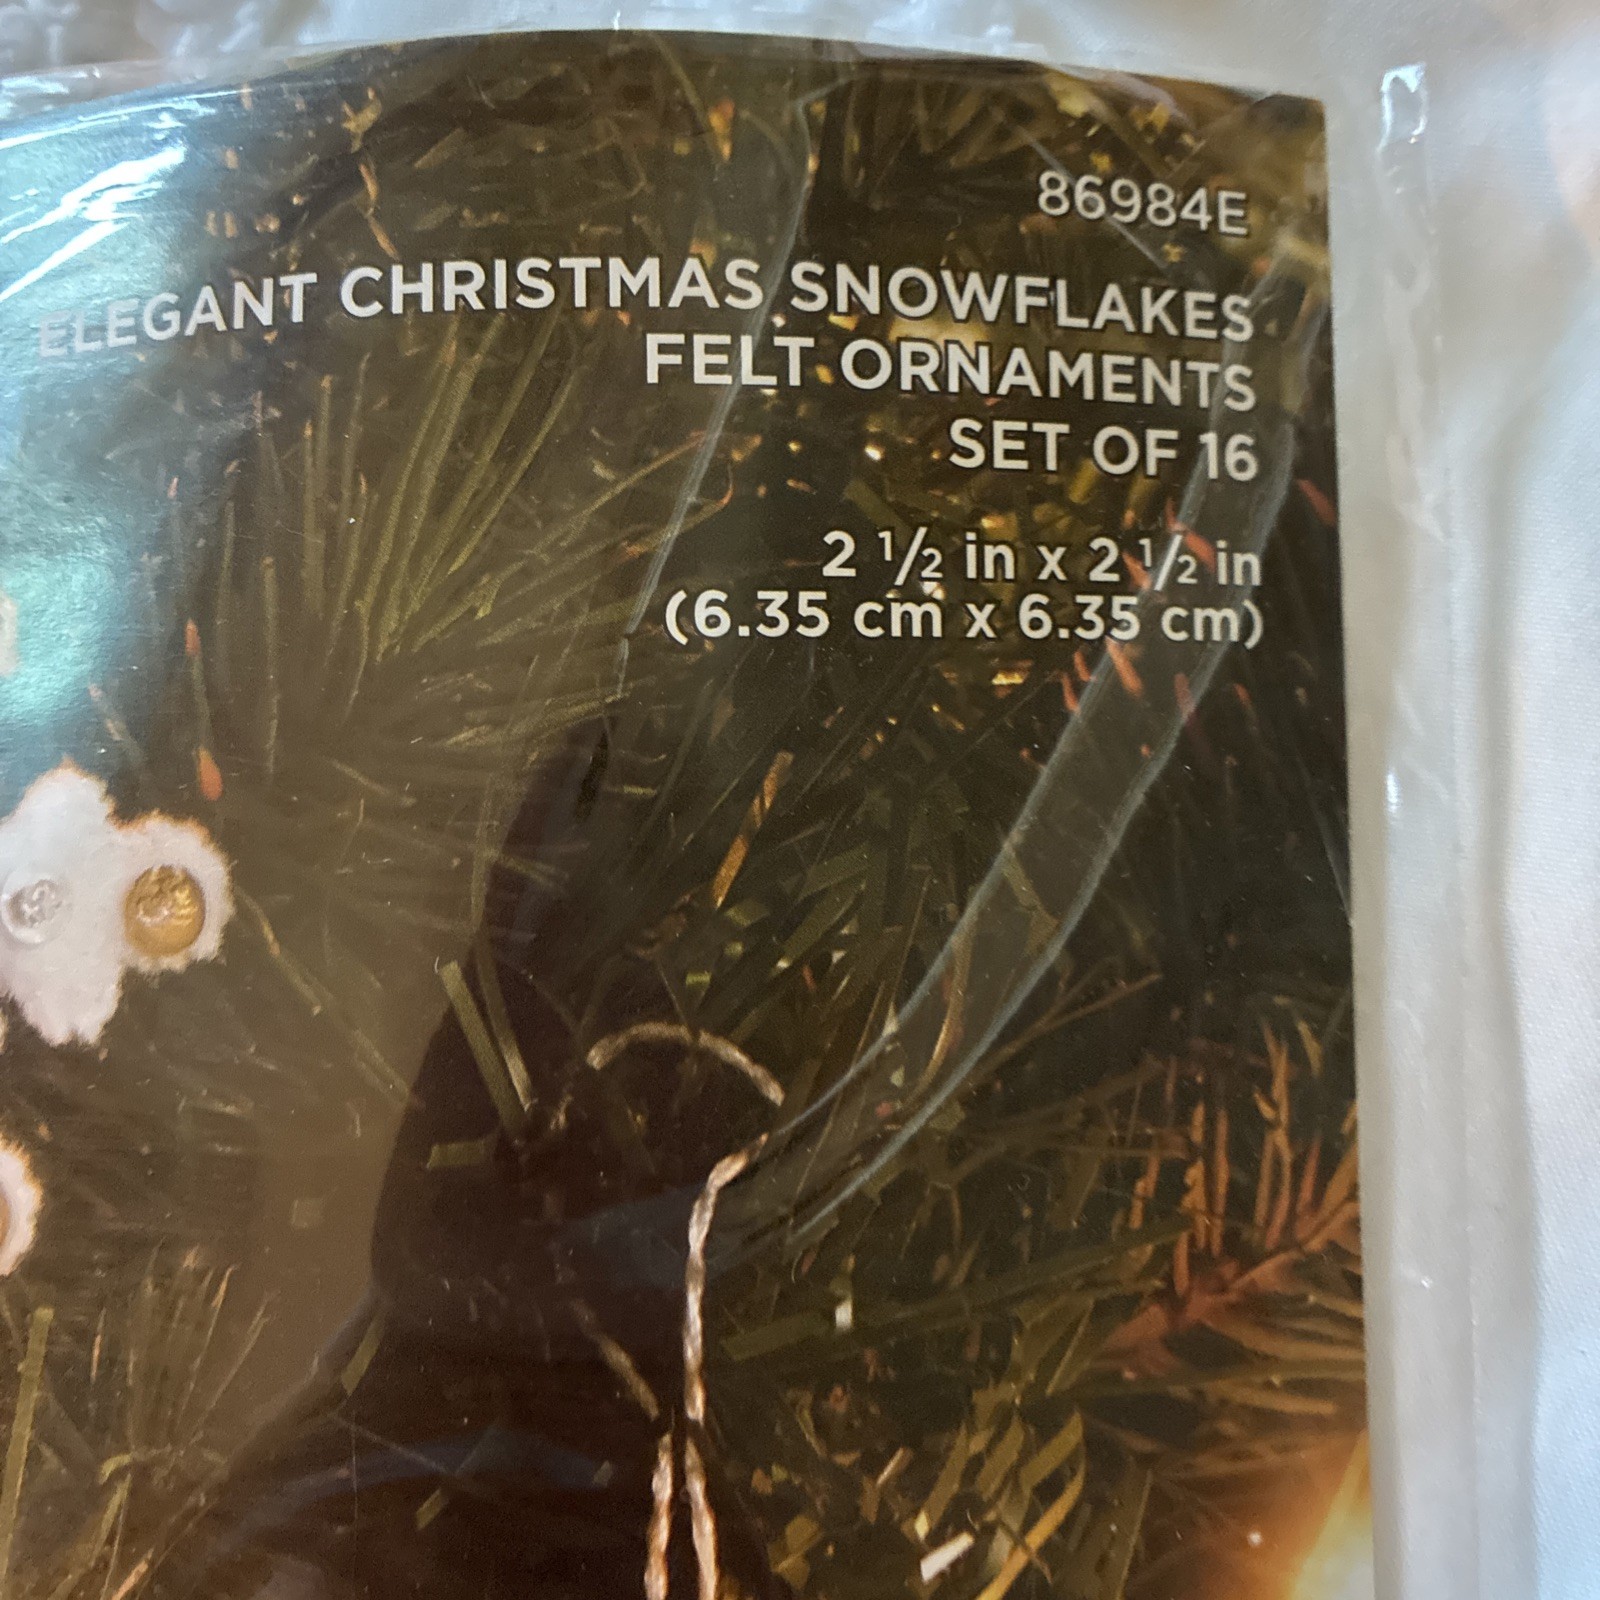 86984E
ELEGANT CHRISTMAS SNOWFLAKES
FELT ORNAMENTS
SET OF 16
2 1/2 in x 2 1/2 in
(6.35 cm x 6.35 cm)